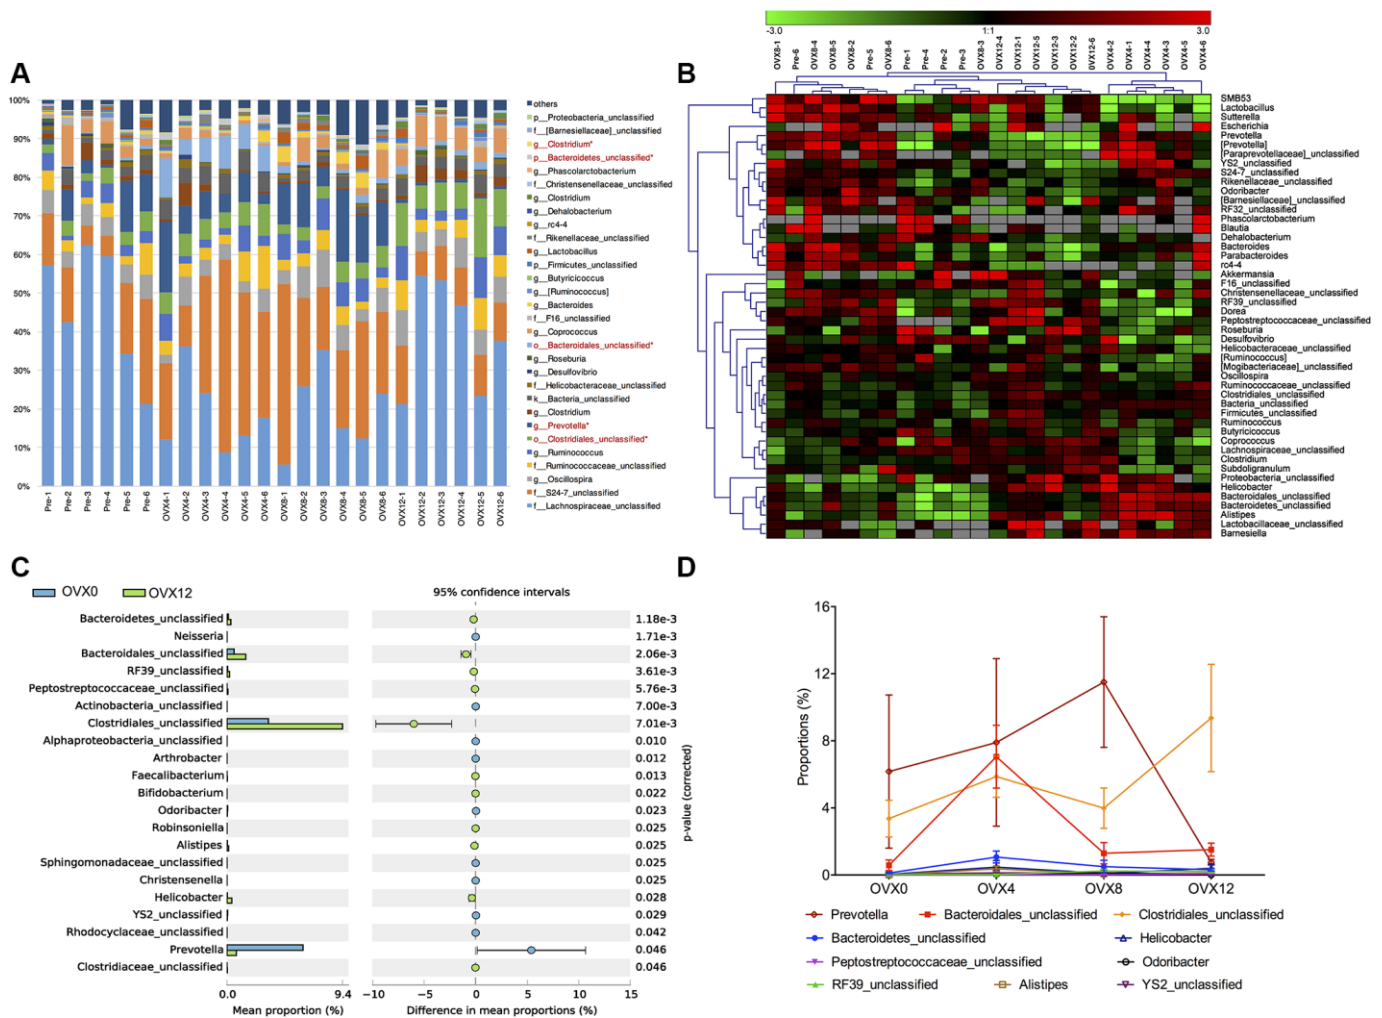 A
100%
90%
80%
70%
60%
50%
40%
30%
20%
10%
0%
Pre-1
Pre-2
Pre-3
Pre-4
Pre-5
Pre-6
OVX4-1
OVX4-2
OVX4-3
OVX4-4
OVX4-5
OVX4-6
OVX8-1
OVX8-2
OVX8-3
OVX8-4
OVX8-5
OVX8-6
OVX12-1
OVX12-2
OVX12-3
OVX12-4
OVX12-5
OVX12-6
others
p__Proteobacteria_unclassified
f__[Barnesiellaceae]_unclassified
g__Clostridium*
p__Bacteroidetes_unclassified*
g__Phascolarctobacterium
f__Christensenellaceae_unclassified
g__Clostridium
g__Dehalobacterium
g__rc4-4
f__Rikenellaceae_unclassified
g__Lactobacillus
p__Firmicutes_unclassified
g__Butyricicoccus
g__[Ruminococcus]
g__Bacteroides
f__F16_unclassified
g__Coprococcus
o__Bacteroidales_unclassified*
g__Roseburia
g__Desulfovibrio
f__Helicobacteraceae_unclassified
k__Bacteria_unclassified
g__Clostridium
g__Prevotella*
o__Clostridiales_unclassified*
g__Ruminococcus
f__Ruminococcaceae_unclassified
g__Oscillospira
f__S24-7_unclassified
f__Lachnospiraceae_unclassified
B
-3.0
1:1
3.0
OVX8-1
Pre-6
OVX8-4
OVX8-5
OVX8-2
Pre-5
OVX8-6
Pre-1
Pre-4
Pre-2
Pre-3
OVX8-3
OVX12-4
OVX12-1
OVX12-5
OVX12-3
OVX12-2
OVX12-6
OVX4-2
OVX4-1
OVX4-4
OVX4-3
OVX4-5
OVX4-6
SMB53
Lactobacillus
Sutterella
Escherichia
Prevotella
[Prevotella]
[Paraprevotellaceae]_unclassified
YS2_unclassified
S24-7_unclassified
Rikenellaceae_unclassified
Odoribacter
[Barnesiellaceae]_unclassified
RF32_unclassified
Phascolarctobacterium
Blautia
Dehalobacterium
Bacteroides
Parabacteroides
rc4-4
Akkermansia
F16_unclassified
Christensenellaceae_unclassified
RF39_unclassified
Dorea
Peptostreptococcaceae_unclassified
Roseburia
Desulfovibrio
Helicobacteraceae_unclassified
[Ruminococcus]
[Mogibacteriaceae]_unclassified
Oscillospira
Ruminococcaceae_unclassified
Clostridiales_unclassified
Bacteria_unclassified
Firmicutes_unclassified
Ruminococcus
Butyricicoccus
Coprococcus
Lachnospiraceae_unclassified
Clostridium
Subdoligranulum
Proteobacteria_unclassified
Helicobacter
Bacteroidales_unclassified
Bacteroidetes_unclassified
Alistipes
Lactobacillaceae_unclassified
Barnesiella
C
OVX0
OVX12
95% confidence intervals
Bacteroidetes_unclassified 1.18e-3
Neisseria 1.71e-3
Bacteroidales_unclassified 2.06e-3
RF39_unclassified 3.61e-3
Peptostreptococcaceae_unclassified 5.76e-3
Actinobacteria_unclassified 7.00e-3
Clostridiales_unclassified 7.01e-3
Alphaproteobacteria_unclassified 0.010
Arthrobacter 0.012
Faecalibacterium 0.013
Bifidobacterium 0.022
Odoribacter 0.023
Robinsoniella 0.025
Alistipes 0.025
Sphingomonadaceae_unclassified 0.025
Christensenella 0.025
Helicobacter 0.028
YS2_unclassified 0.029
Rhodocyclaceae_unclassified 0.042
Prevotella 0.046
Clostridiaceae_unclassified 0.046
p-value (corrected)
0.0 9.4
−10 −5 0 5 10 15
Mean proportion (%)
Difference in mean proportions (%)
D
Proportions (%)
16
12
8
4
0
OVX0 OVX4 OVX8 OVX12
Prevotella Bacteroidales_unclassified Clostridiales_unclassified
Bacteroidetes_unclassified Helicobacter
Peptostreptococcaceae_unclassified Odoribacter
RF39_unclassified Alistipes YS2_unclassified